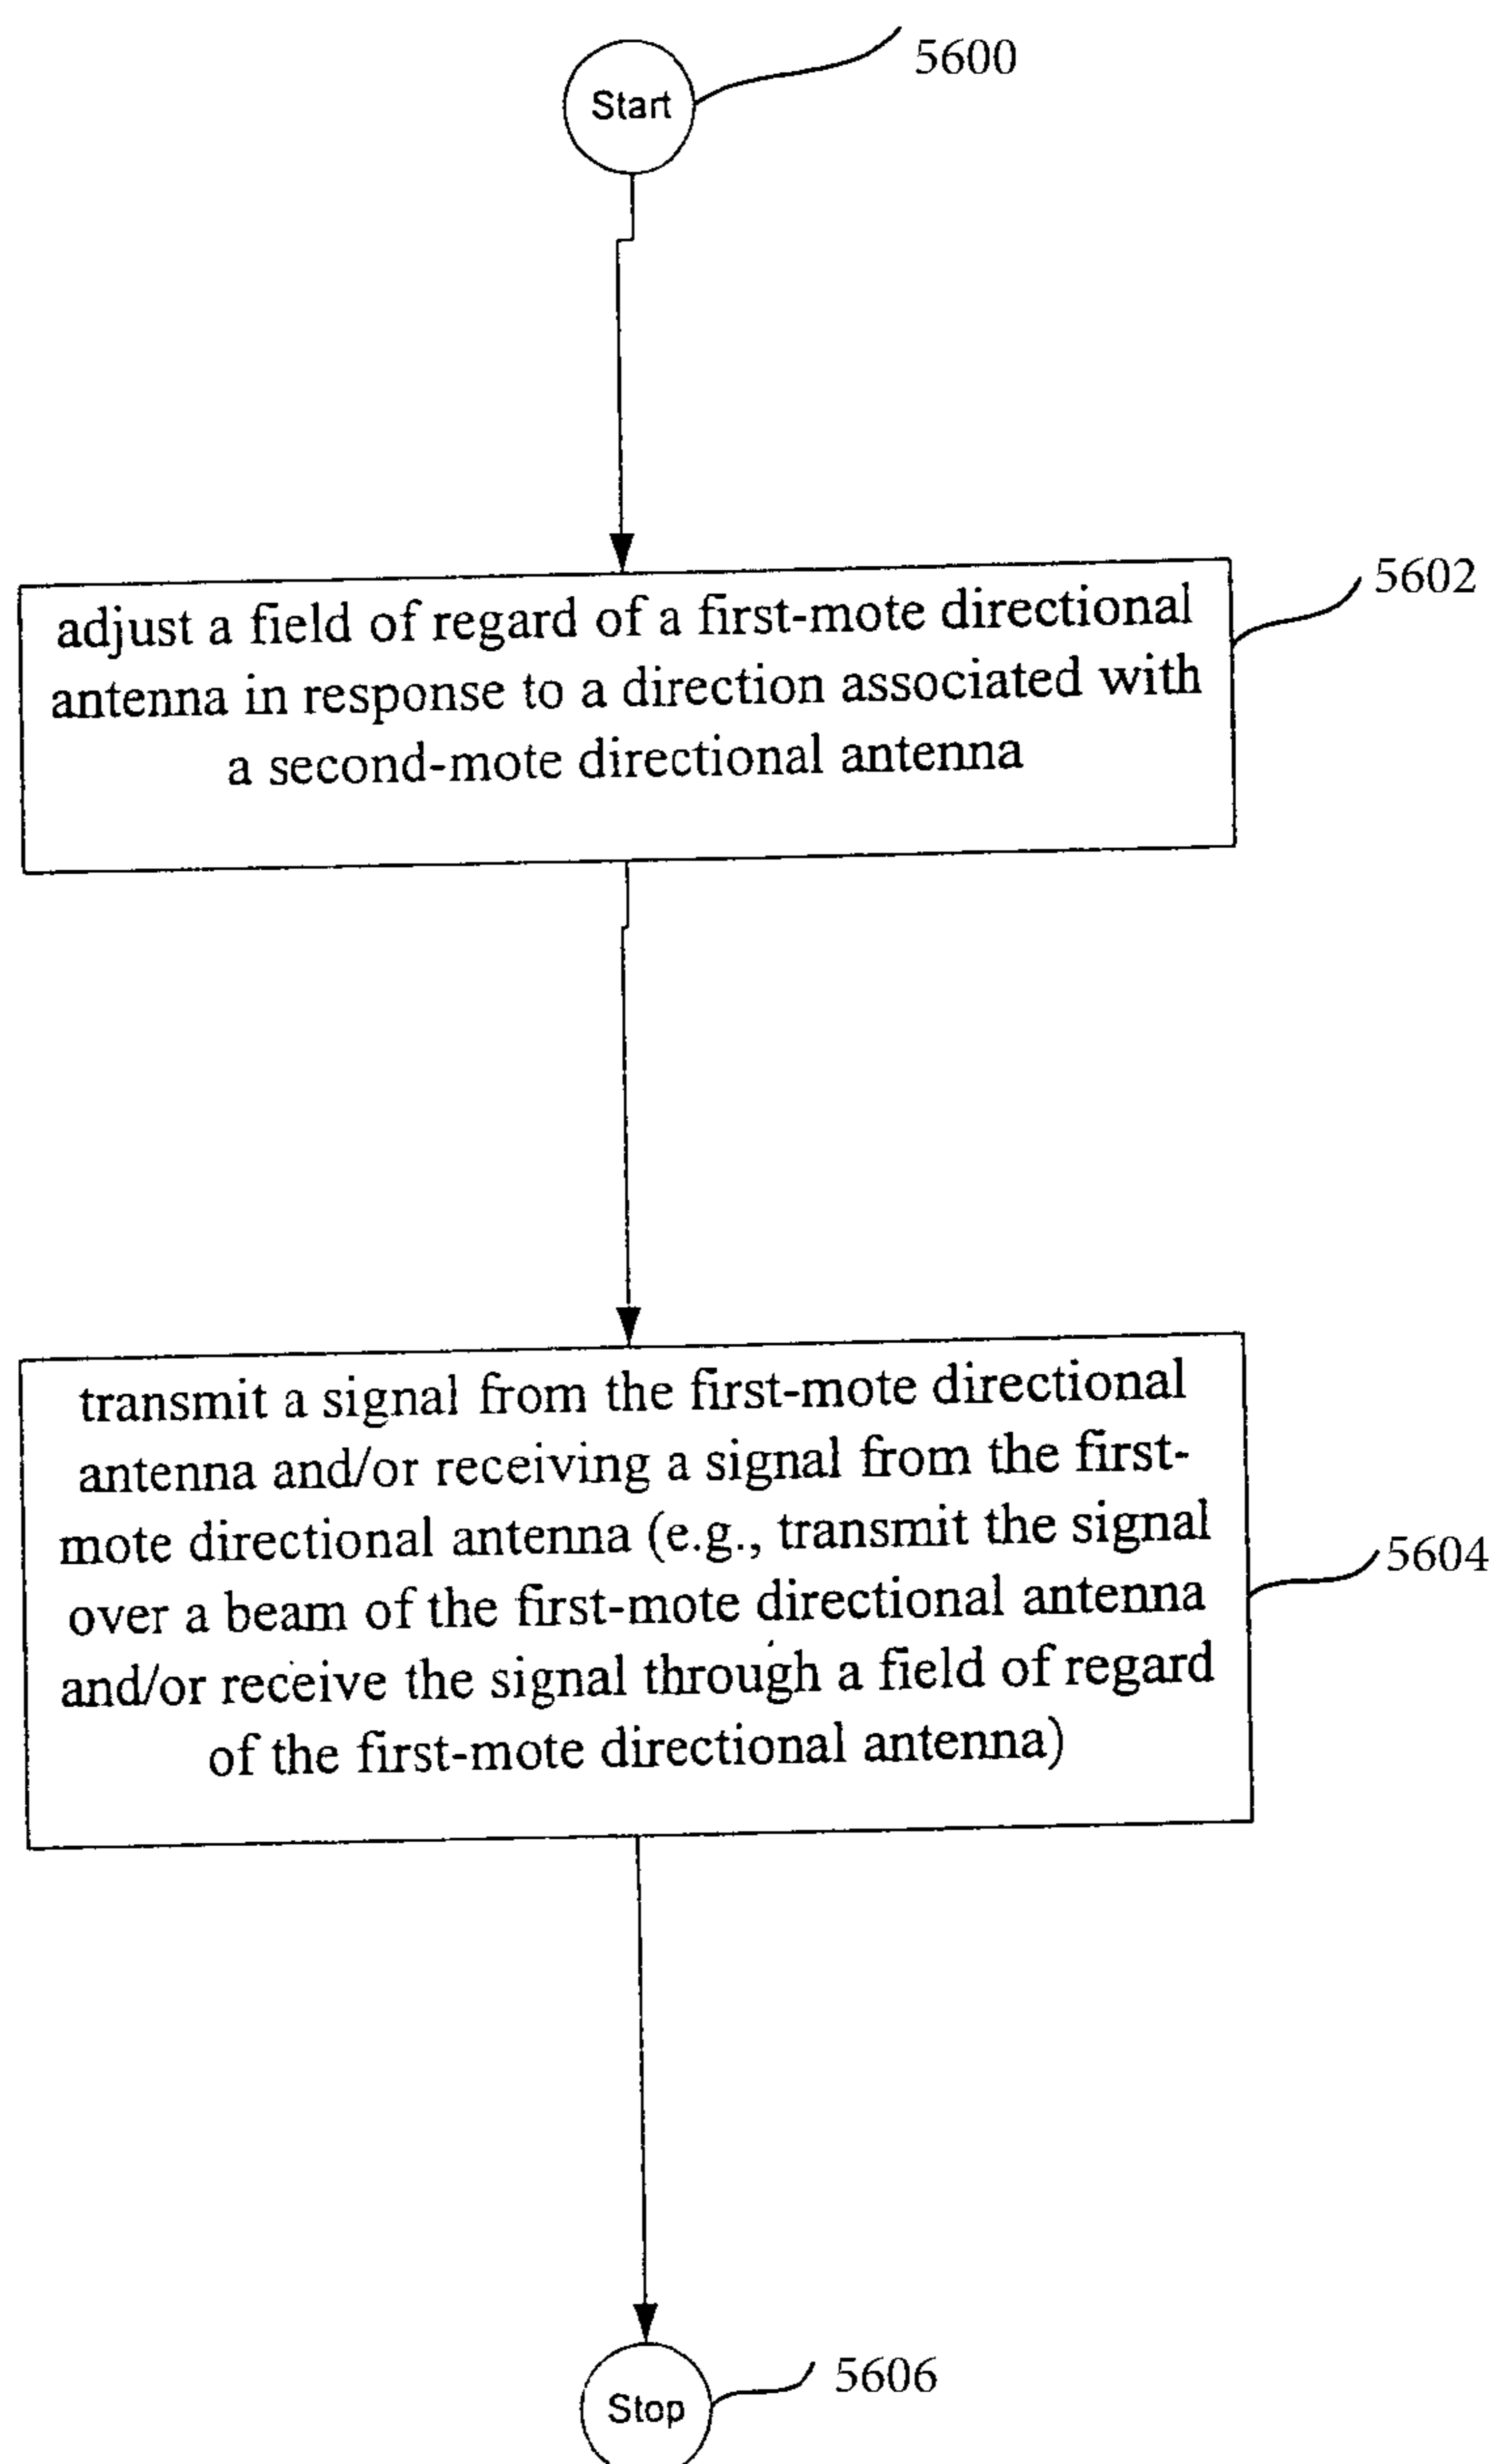 Start
5600
adjust a field of regard of a first-mote directional
antenna in response to a direction associated with
a second-mote directional antenna
5602
transmit a signal from the first-mote directional
antenna and/or receiving a signal from the first-
mote directional antenna (e.g., transmit the signal
over a beam of the first-mote directional antenna
and/or receive the signal through a field of regard
of the first-mote directional antenna)
5604
Stop
5606